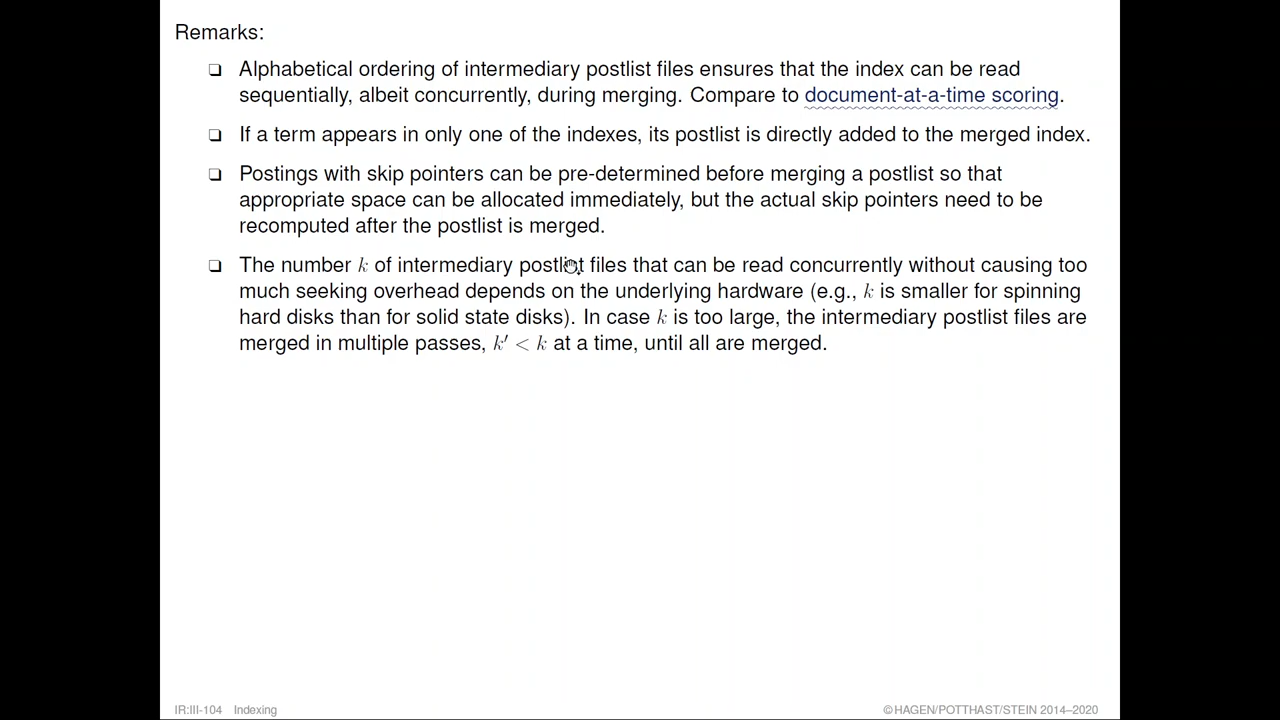 Remarks:
❑ Alphabetical ordering of intermediary postlist files ensures that the index can be read
sequentially, albeit concurrently, during merging. Compare to document-at-a-time scoring.
❑ If a term appears in only one of the indexes, its postlist is directly added to the merged index.
❑ Postings with skip pointers can be pre-determined before merging a postlist so that
appropriate space can be allocated immediately, but the actual skip pointers need to be
recomputed after the postlist is merged.
❑ The number k of intermediary postlist files that can be read concurrently without causing too
much seeking overhead depends on the underlying hardware (e.g., k is smaller for spinning
hard disks than for solid state disks). In case k is too large, the intermediary postlist files are
merged in multiple passes, k′ < k at a time, until all are merged.
IR:III-104 Indexing
©HAGEN/POTTHAST/STEIN 2014–2020